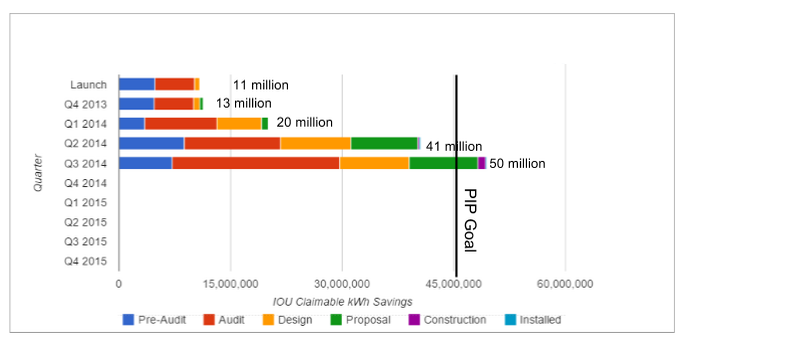 Launch
11 million
Q4 2013
13 million
Q1 2014
20 million
Q2 2014
41 million
Q3 2014
50 million
Q4 2014
Q1 2015
Q2 2015
Q3 2015
Q4 2015
Quarter
PIP Goal
0
15,000,000
30,000,000
45,000,000
60,000,000
IOU Claimable kWh Savings
Pre-Audit
Audit
Design
Proposal
Construction
Installed